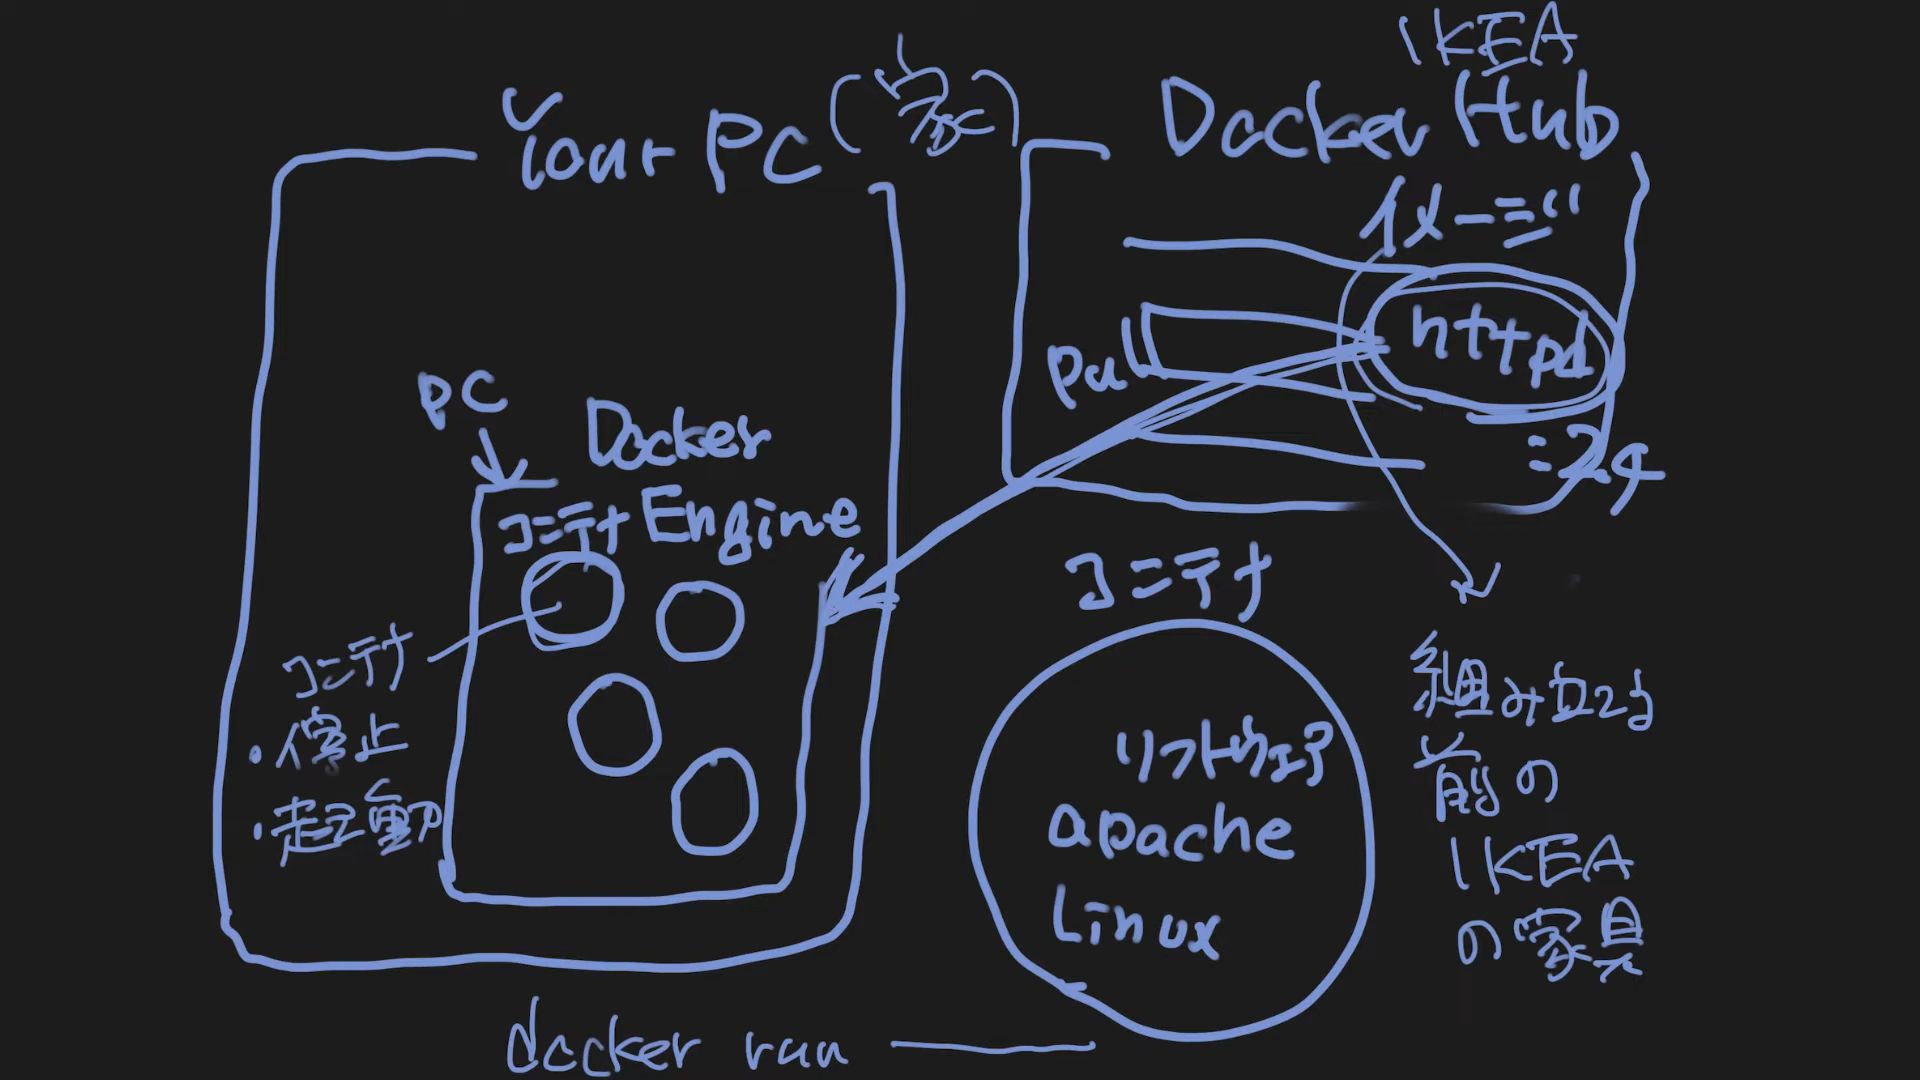 IKEA
Your PC
Docker Hub
イメージ
httpd
Pull
:2.4
PC
Docker
コンテナ Engine
コンテナ
コンテナ
・停止
・起動
ソフトウェア
apache
Linux
組み立てる
前の
IKEA
の家具
docker run